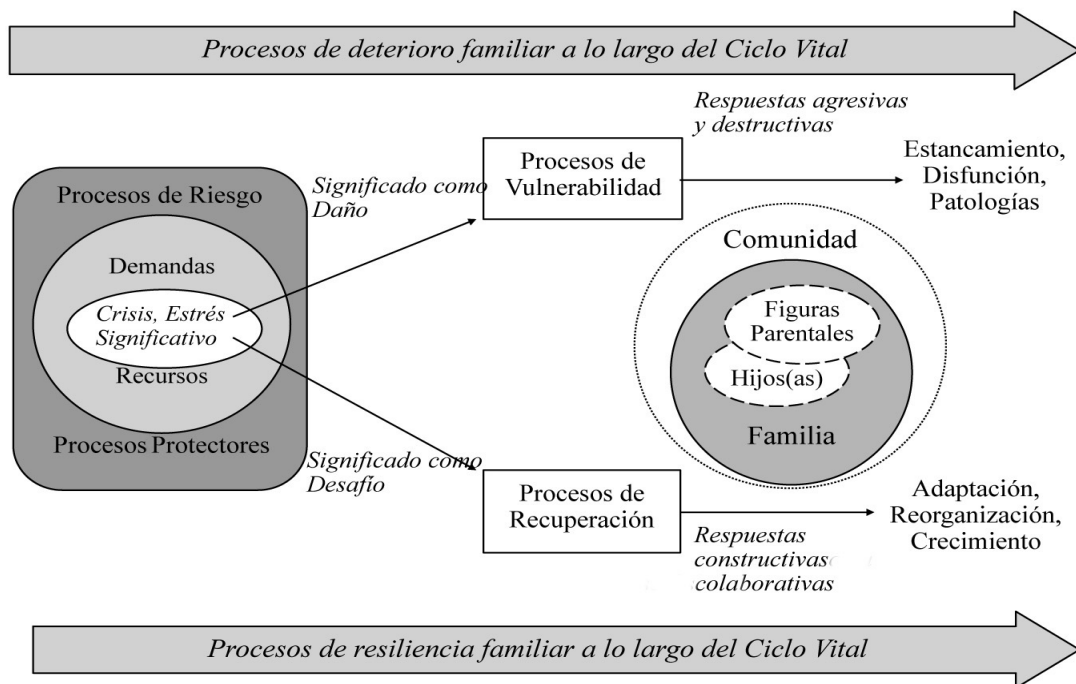 Procesos de deterioro familiar a lo largo del Ciclo Vital
Respuestas agresivas
y destructivas
Procesos de Riesgo
Demandas
Crisis, Estrés
Significativo
Recursos
Procesos Protectores
Significado como
Daño
Procesos de
Vulnerabilidad
Estancamiento,
Disfunción,
Patologías
Comunidad
Figuras
Parentales
Hijos(as)
Familia
Significado como
Desafío
Procesos de
Recuperación
Respuestas
constructivas
colaborativas
Adaptación,
Reorganización,
Crecimiento
Procesos de resiliencia familiar a lo largo del Ciclo Vital